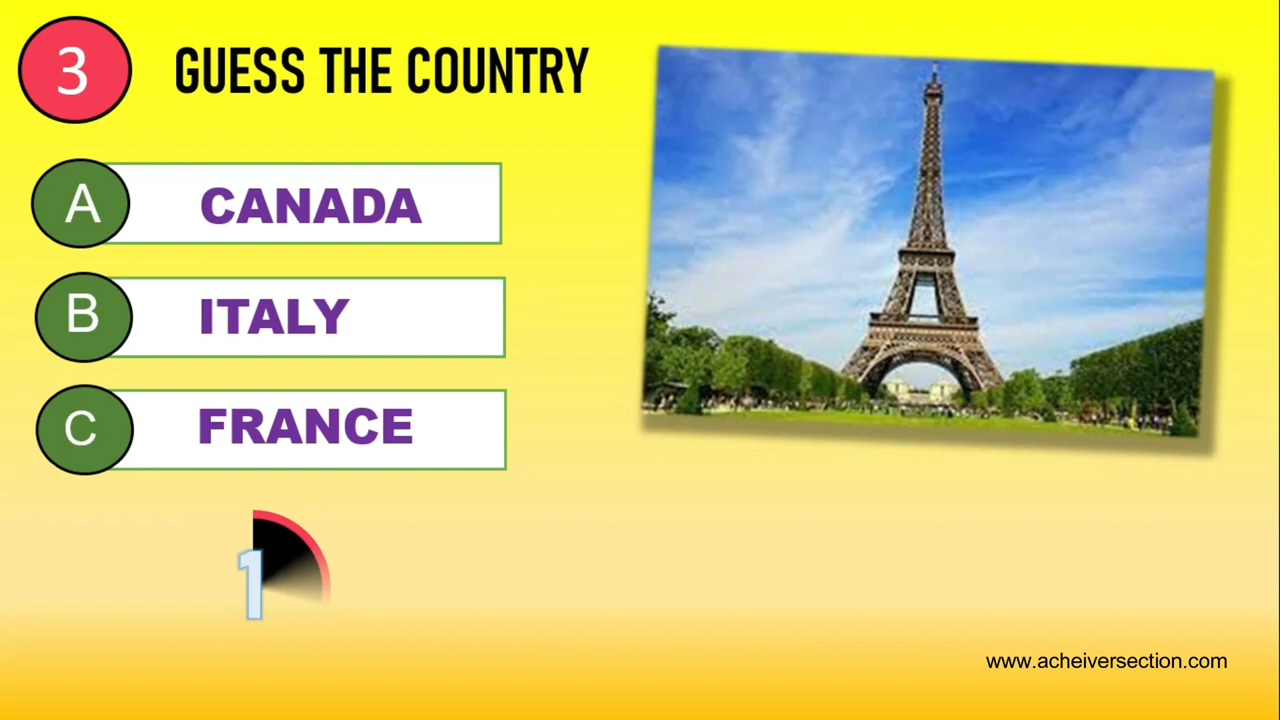 3
GUESS THE COUNTRY
A
CANADA
B
ITALY
C
FRANCE
1
www.acheiversection.com